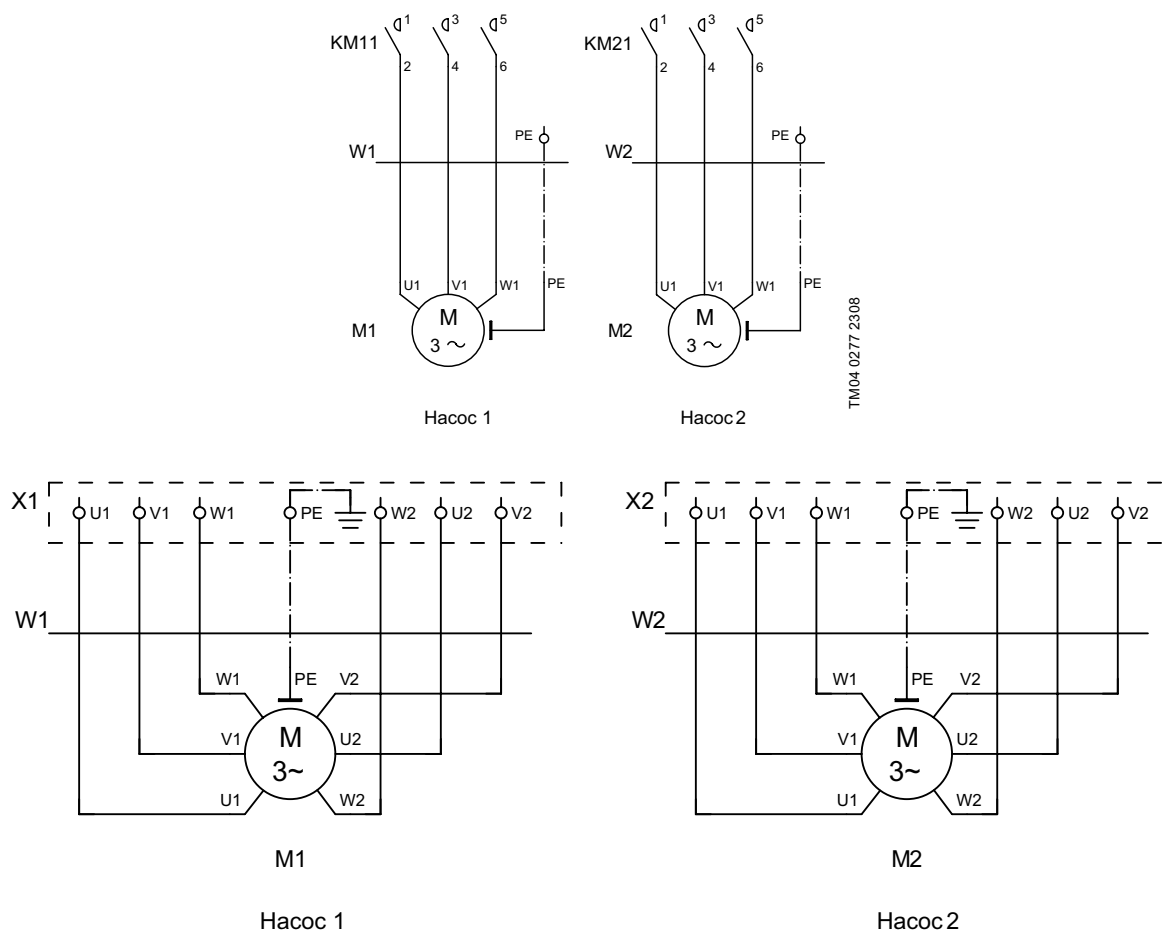 1 3 5 1 3 5
KM11 KM21
2 4 6 2 4 6
PE PE
W1 W2
U1 V1 W1 PE U1 V1 W1 PE
M1 M 3 ~ M2 M 3 ~
TM04 0277 2308
Насос 1 Насос 2
X1 U1 V1 W1 PE W2 U2 V2 X2 U1 V1 W1 PE W2 U2 V2
W1 W2
W1 PE V2 W1 PE V2
V1 M U2 V1 M U2
3~ 3~
U1 W2 U1 W2
M1 M2
Насос 1 Насос 2